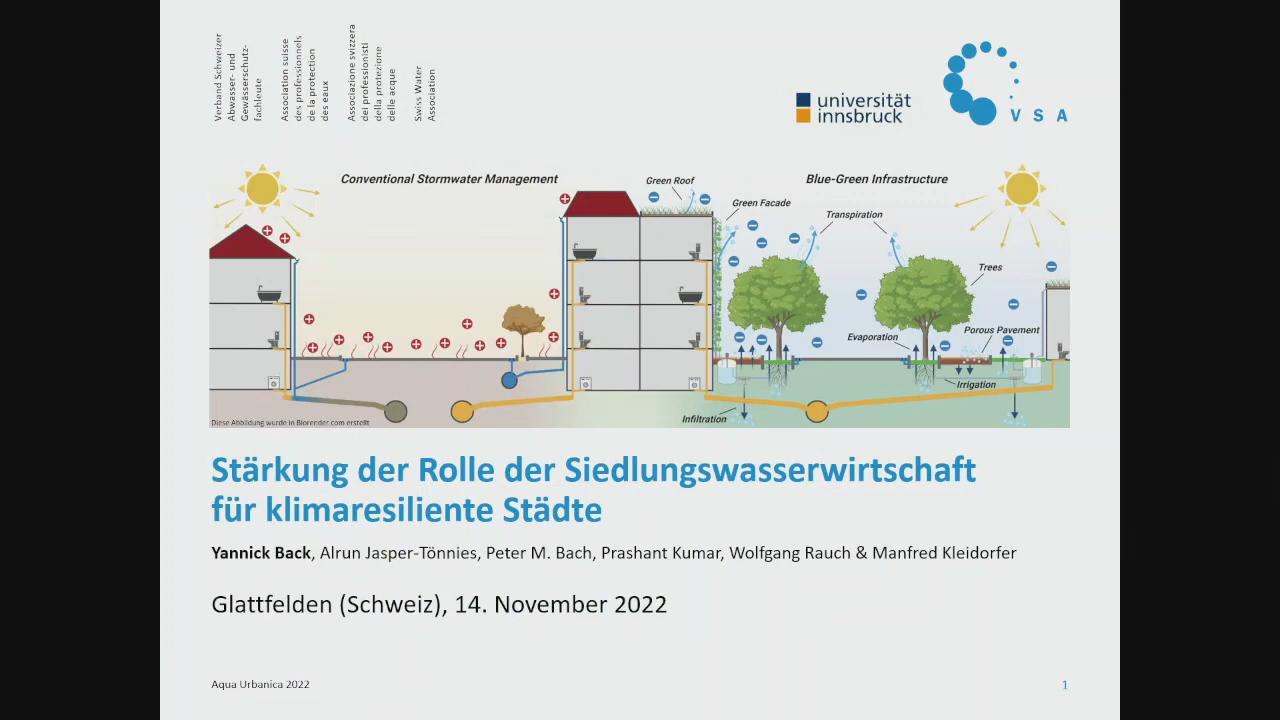 Verband Schweizer
Abwasser- und
Gewässerschutz-
fachleute
Association suisse
des professionnels
de la protection
des eaux
Associazione svizzera
dei professionisti
della protezione
delle acque
Swiss Water
Association
universität
innsbruck
VSA
Conventional Stormwater Management
Green Roof
Blue-Green Infrastructure
Green Facade
Transpiration
Trees
Porous Pavement
Evaporation
Irrigation
Infiltration
Diese Abbildung wurde in Biorender.com erstellt
Stärkung der Rolle der Siedlungswasserwirtschaft
für klimaresiliente Städte
Yannick Back, Alrun Jasper-Tönnies, Peter M. Bach, Prashant Kumar, Wolfgang Rauch & Manfred Kleidorfer
Glattfelden (Schweiz), 14. November 2022
Aqua Urbanica 2022
1